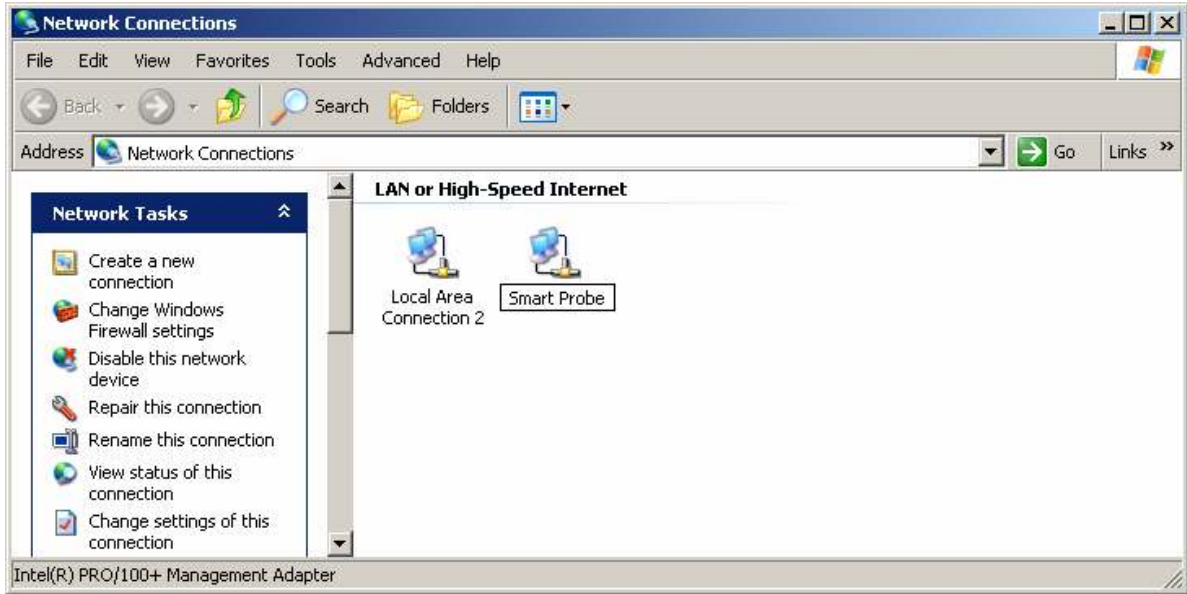 Network Connections
File Edit View Favorites Tools Advanced Help
Back Search Folders
Address Network Connections Go Links »
Network Tasks
Create a new
connection
Change Windows
Firewall settings
Disable this network
device
Repair this connection
Rename this connection
View status of this
connection
Change settings of this
connection
LAN or High-Speed Internet
Local Area
Connection 2
Smart Probe
Intel(R) PRO/100+ Management Adapter